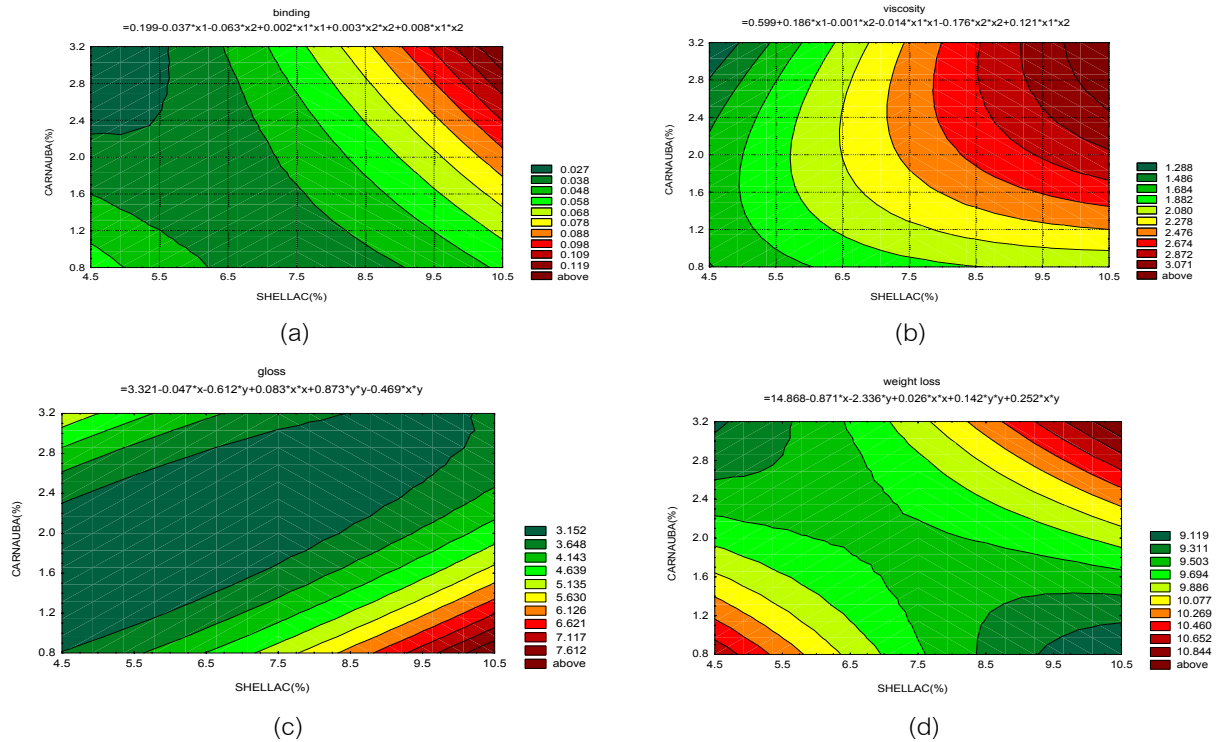 binding
=0.199-0.037*x1-0.063*x2+0.002*x1*x1+0.003*x2*x2+0.008*x1*x2
CARNAUBA(%)
3.2
2.8
2.4
2.0
1.6
1.2
0.8
4.5 5.5 6.5 7.5 8.5 9.5 10.5
SHELLAC(%)
0.027
0.038
0.048
0.058
0.068
0.078
0.088
0.098
0.109
0.119
above
(a)
viscosity
=0.599+0.186*x1-0.001*x2-0.014*x1*x1-0.176*x2*x2+0.121*x1*x2
CARNAUBA(%)
3.2
2.8
2.4
2.0
1.6
1.2
0.8
4.5 5.5 6.5 7.5 8.5 9.5 10.5
SHELLAC(%)
1.288
1.486
1.684
1.882
2.080
2.278
2.476
2.674
2.872
3.071
above
(b)
gloss
=3.321-0.047*x-0.612*y+0.083*x*x+0.873*y*y-0.469*x*y
CARNAUBA(%)
3.2
2.8
2.4
2.0
1.6
1.2
0.8
4.5 5.5 6.5 7.5 8.5 9.5 10.5
SHELLAC(%)
3.152
3.648
4.143
4.639
5.135
5.630
6.126
6.621
7.117
7.612
above
(c)
weight loss
=14.868-0.871*x-2.336*y+0.026*x*x+0.142*y*y+0.252*x*y
CARNAUBA(%)
3.2
2.8
2.4
2.0
1.6
1.2
0.8
4.5 5.5 6.5 7.5 8.5 9.5 10.5
SHELLAC(%)
9.119
9.311
9.503
9.694
9.886
10.077
10.269
10.460
10.652
10.844
above
(d)